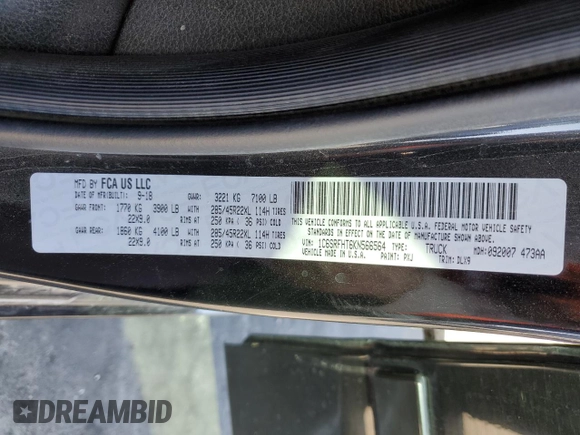 MFD BY FCA US LLC
DATE OF MFR(BUILT): 9-18 GVWR: 3221 KG 7100 LB
GAWR FRONT: 1770 KG 3900 LB 285/45R22XL 114H TIRES
22X9.0 RIMS AT 250 KPA ( 36 PSI) COLD
GAWR REAR: 1860 KG 4100 LB 285/45R22XL 114H TIRES
22X9.0 RIMS AT 250 KPA ( 36 PSI) COLD
THIS VEHICLE CONFORMS TO ALL APPLICABLE U.S.A. FEDERAL MOTOR VEHICLE SAFETY
STANDARDS IN EFFECT ON THE DATE OF MANUFACTURE SHOWN ABOVE.
VIN: 1C6SRFHT6KN566564 TYPE: TRUCK MDH: 092007 473AA
VEHICLE MADE IN U.S.A. PAINT: PXJ TRIM: DLX9
DREAMBID